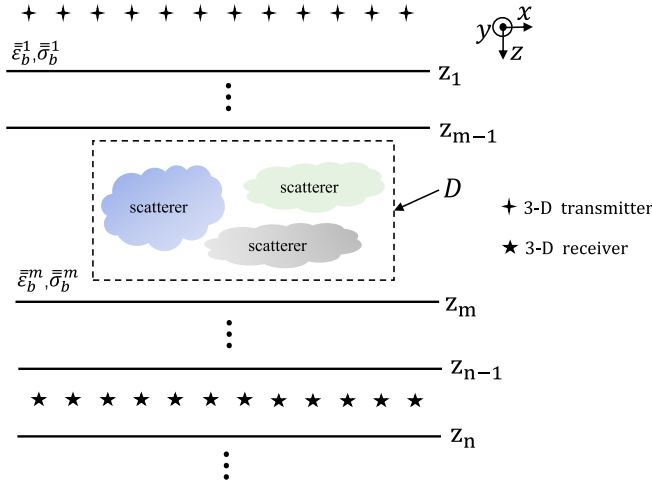 x
y
z
ε̿_b^1, σ̿_b^1
z_1
z_{m-1}
scatterer
scatterer
scatterer
D
3-D transmitter
3-D receiver
ε̿_b^m, σ̿_b^m
z_m
z_{n-1}
z_n